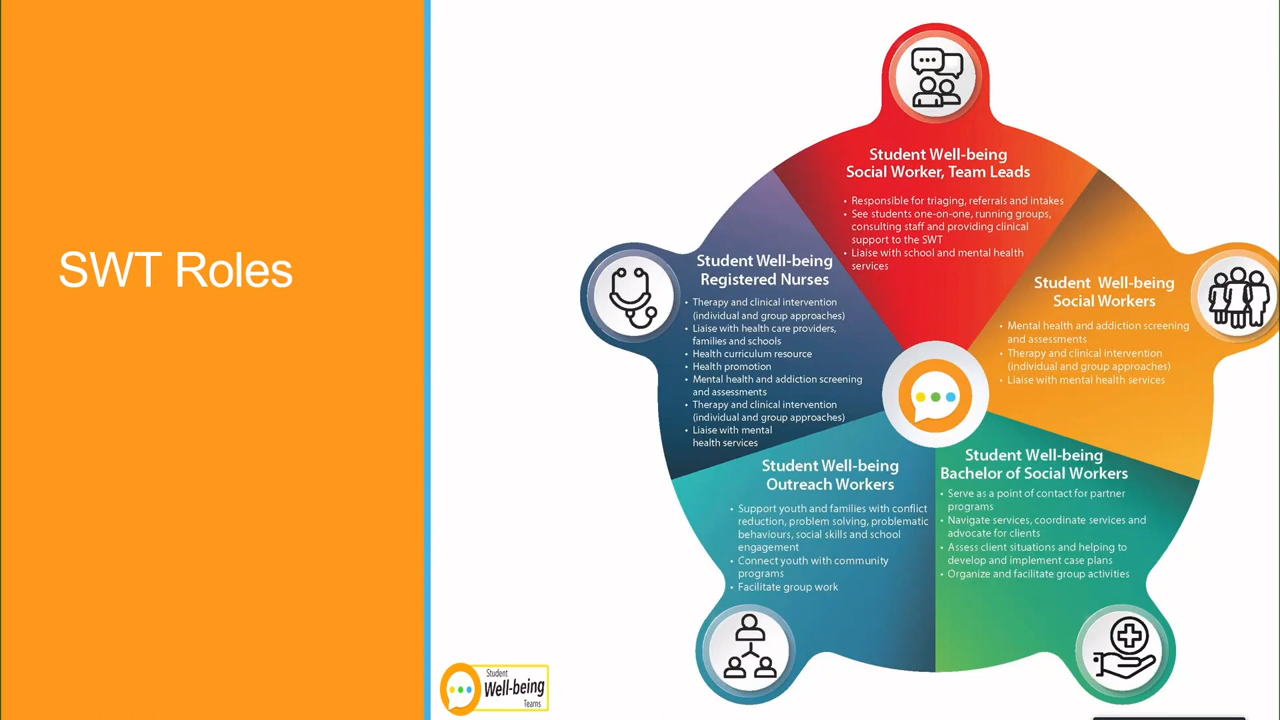 SWT Roles
Student Well-being
Social Worker, Team Leads
• Responsible for triaging, referrals and intakes
• See students one-on-one, running groups,
consulting staff and providing clinical
support to the SWT
• Liaise with school and mental health
services
Student Well-being
Social Workers
• Mental health and addiction screening
and assessments
• Therapy and clinical intervention
(individual and group approaches)
• Liaise with mental health services
Student Well-being
Bachelor of Social Workers
• Serve as a point of contact for partner
programs
• Navigate services, coordinate services and
advocate for clients
• Assess client situations and helping to
develop and implement case plans
• Organize and facilitate group activities
Student Well-being
Outreach Workers
• Support youth and families with conflict
reduction, problem solving, problematic
behaviours, social skills and school
engagement
• Connect youth with community
programs
• Facilitate group work
Student Well-being
Registered Nurses
• Therapy and clinical intervention
(individual and group approaches)
• Liaise with health care providers,
families and schools
• Health curriculum resource
• Health promotion
• Mental health and addiction screening
and assessments
• Therapy and clinical intervention
(individual and group approaches)
• Liaise with mental
health services
Student
Well-being
Teams